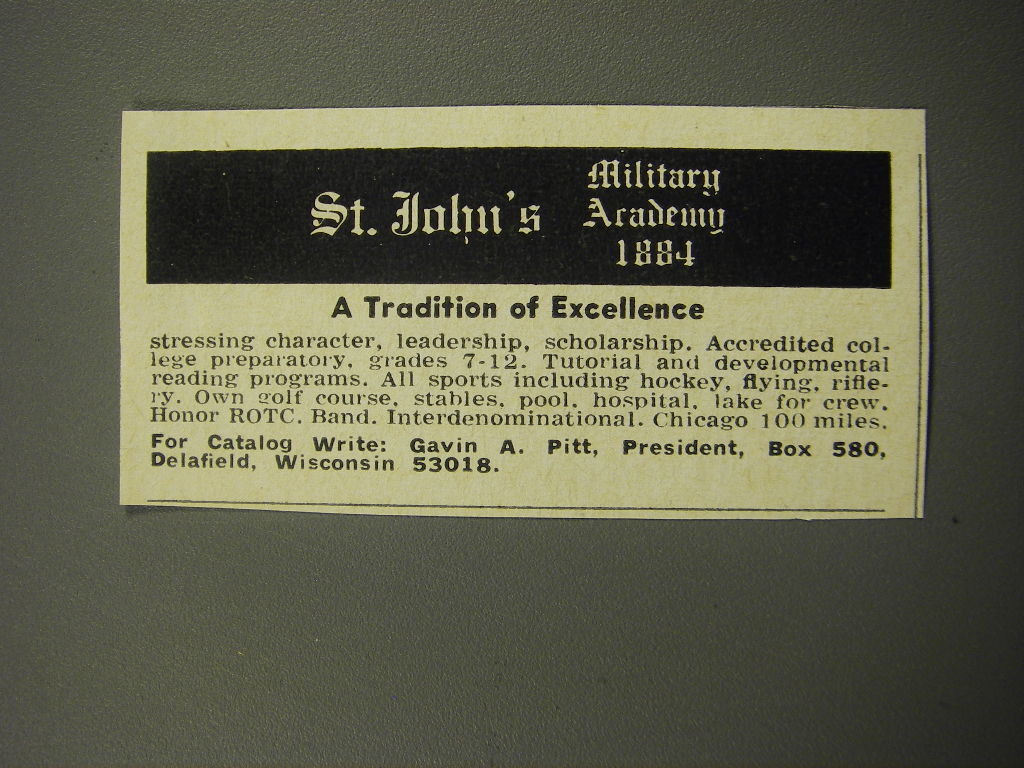 St. John's Military Academy 1884
A Tradition of Excellence
stressing character, leadership, scholarship. Accredited col-
lege preparatory, grades 7-12. Tutorial and developmental
reading programs. All sports including hockey, flying, rifle-
ry. Own golf course, stables, pool, hospital, lake for crew.
Honor ROTC. Band. Interdenominational. Chicago 100 miles.
For Catalog Write: Gavin A. Pitt, President, Box 580,
Delafield, Wisconsin 53018.